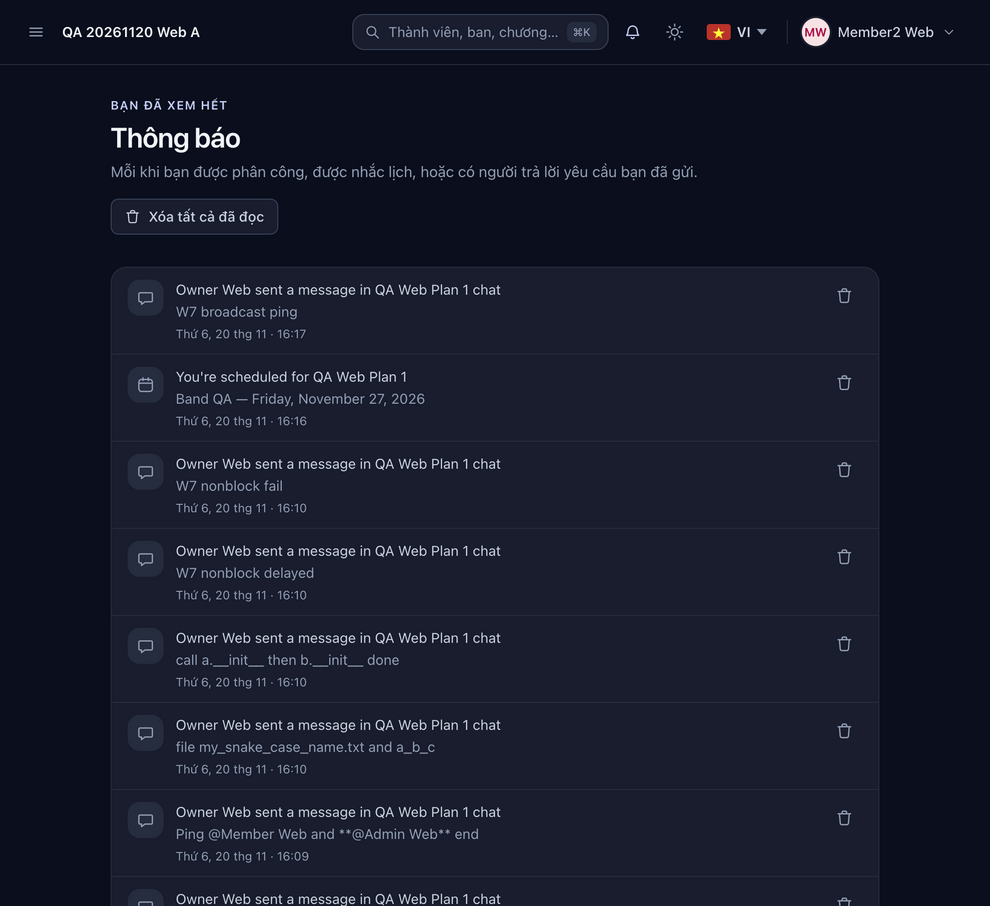 QA 20261120 Web A
Thành viên, ban, chương... ⌘K
VI
MW Member2 Web
BẠN ĐÃ XEM HẾT
Thông báo
Mỗi khi bạn được phân công, được nhắc lịch, hoặc có người trả lời yêu cầu bạn đã gửi.
Xóa tất cả đã đọc
Owner Web sent a message in QA Web Plan 1 chat
W7 broadcast ping
Thứ 6, 20 thg 11 · 16:17
You're scheduled for QA Web Plan 1
Band QA — Friday, November 27, 2026
Thứ 6, 20 thg 11 · 16:16
Owner Web sent a message in QA Web Plan 1 chat
W7 nonblock fail
Thứ 6, 20 thg 11 · 16:10
Owner Web sent a message in QA Web Plan 1 chat
W7 nonblock delayed
Thứ 6, 20 thg 11 · 16:10
Owner Web sent a message in QA Web Plan 1 chat
call a.__init__ then b.__init__ done
Thứ 6, 20 thg 11 · 16:10
Owner Web sent a message in QA Web Plan 1 chat
file my_snake_case_name.txt and a_b_c
Thứ 6, 20 thg 11 · 16:10
Owner Web sent a message in QA Web Plan 1 chat
Ping @Member Web and **@Admin Web** end
Thứ 6, 20 thg 11 · 16:09
Owner Web sent a message in QA Web Plan 1 chat